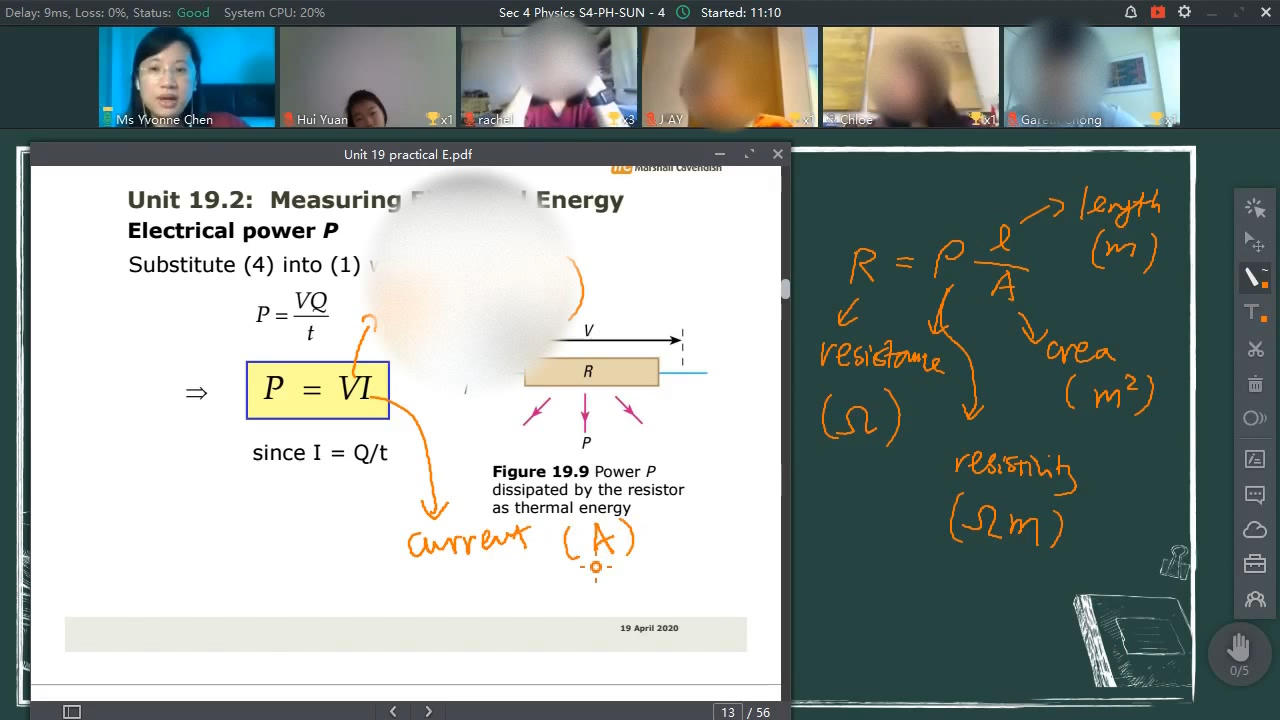 Delay: 9ms, Loss: 0%, Status: Good System CPU: 20%
Sec 4 Physics S4-PH-SUN - 4 Started: 11:10
Ms Yvonne Chen
Hui Yuan x1
rachel x3
J AY x1
Chloe x1
x1
Unit 19 practical E.pdf
Marshall Cavendish
Unit 19.2: Measuring Energy
Electrical power P
Substitute (4) into (1)
P = VQ/t
⇒ P = VI
since I = Q/t
V
R
P
Figure 19.9 Power P
dissipated by the resistor
as thermal energy
current (A)
19 April 2020
13 / 56
R = ρ l/A
length
(m)
resistance
(Ω)
area
(m²)
resistivity
(Ωm)
0/5